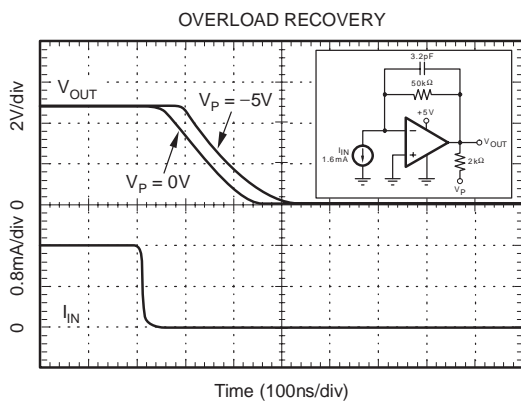 OVERLOAD RECOVERY
2V/div
V_OUT
V_P = −5V
V_P = 0V
0
3.2pF
50kΩ
+5V
I_IN
1.6mA
V_OUT
2kΩ
V_P
0.8mA/div
I_IN
0
Time (100ns/div)